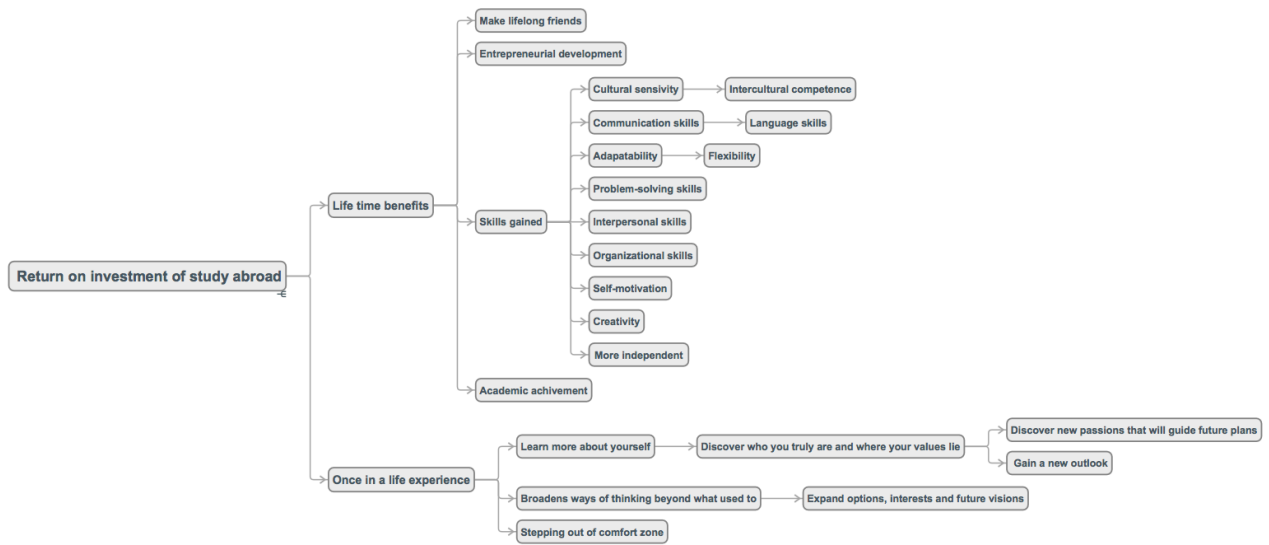 Make lifelong friends
Entrepreneurial development
Cultural sensivity
Intercultural competence
Communication skills
Language skills
Adapatability
Flexibility
Problem-solving skills
Life time benefits
Skills gained
Interpersonal skills
Organizational skills
Return on investment of study abroad
Self-motivation
Creativity
More independent
Academic achivement
Discover new passions that will guide future plans
Learn more about yourself
Discover who you truly are and where your values lie
Gain a new outlook
Once in a life experience
Broadens ways of thinking beyond what used to
Expand options, interests and future visions
Stepping out of comfort zone